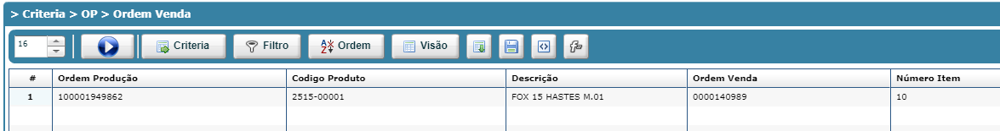 > Criteria > OP > Ordem Venda
16 Criteria Filtro Ordem Visão
# Ordem Produção Codigo Produto Descrição Ordem Venda Número Item
1 100001949862 2515-00001 FOX 15 HASTES M.01 0000140989 10